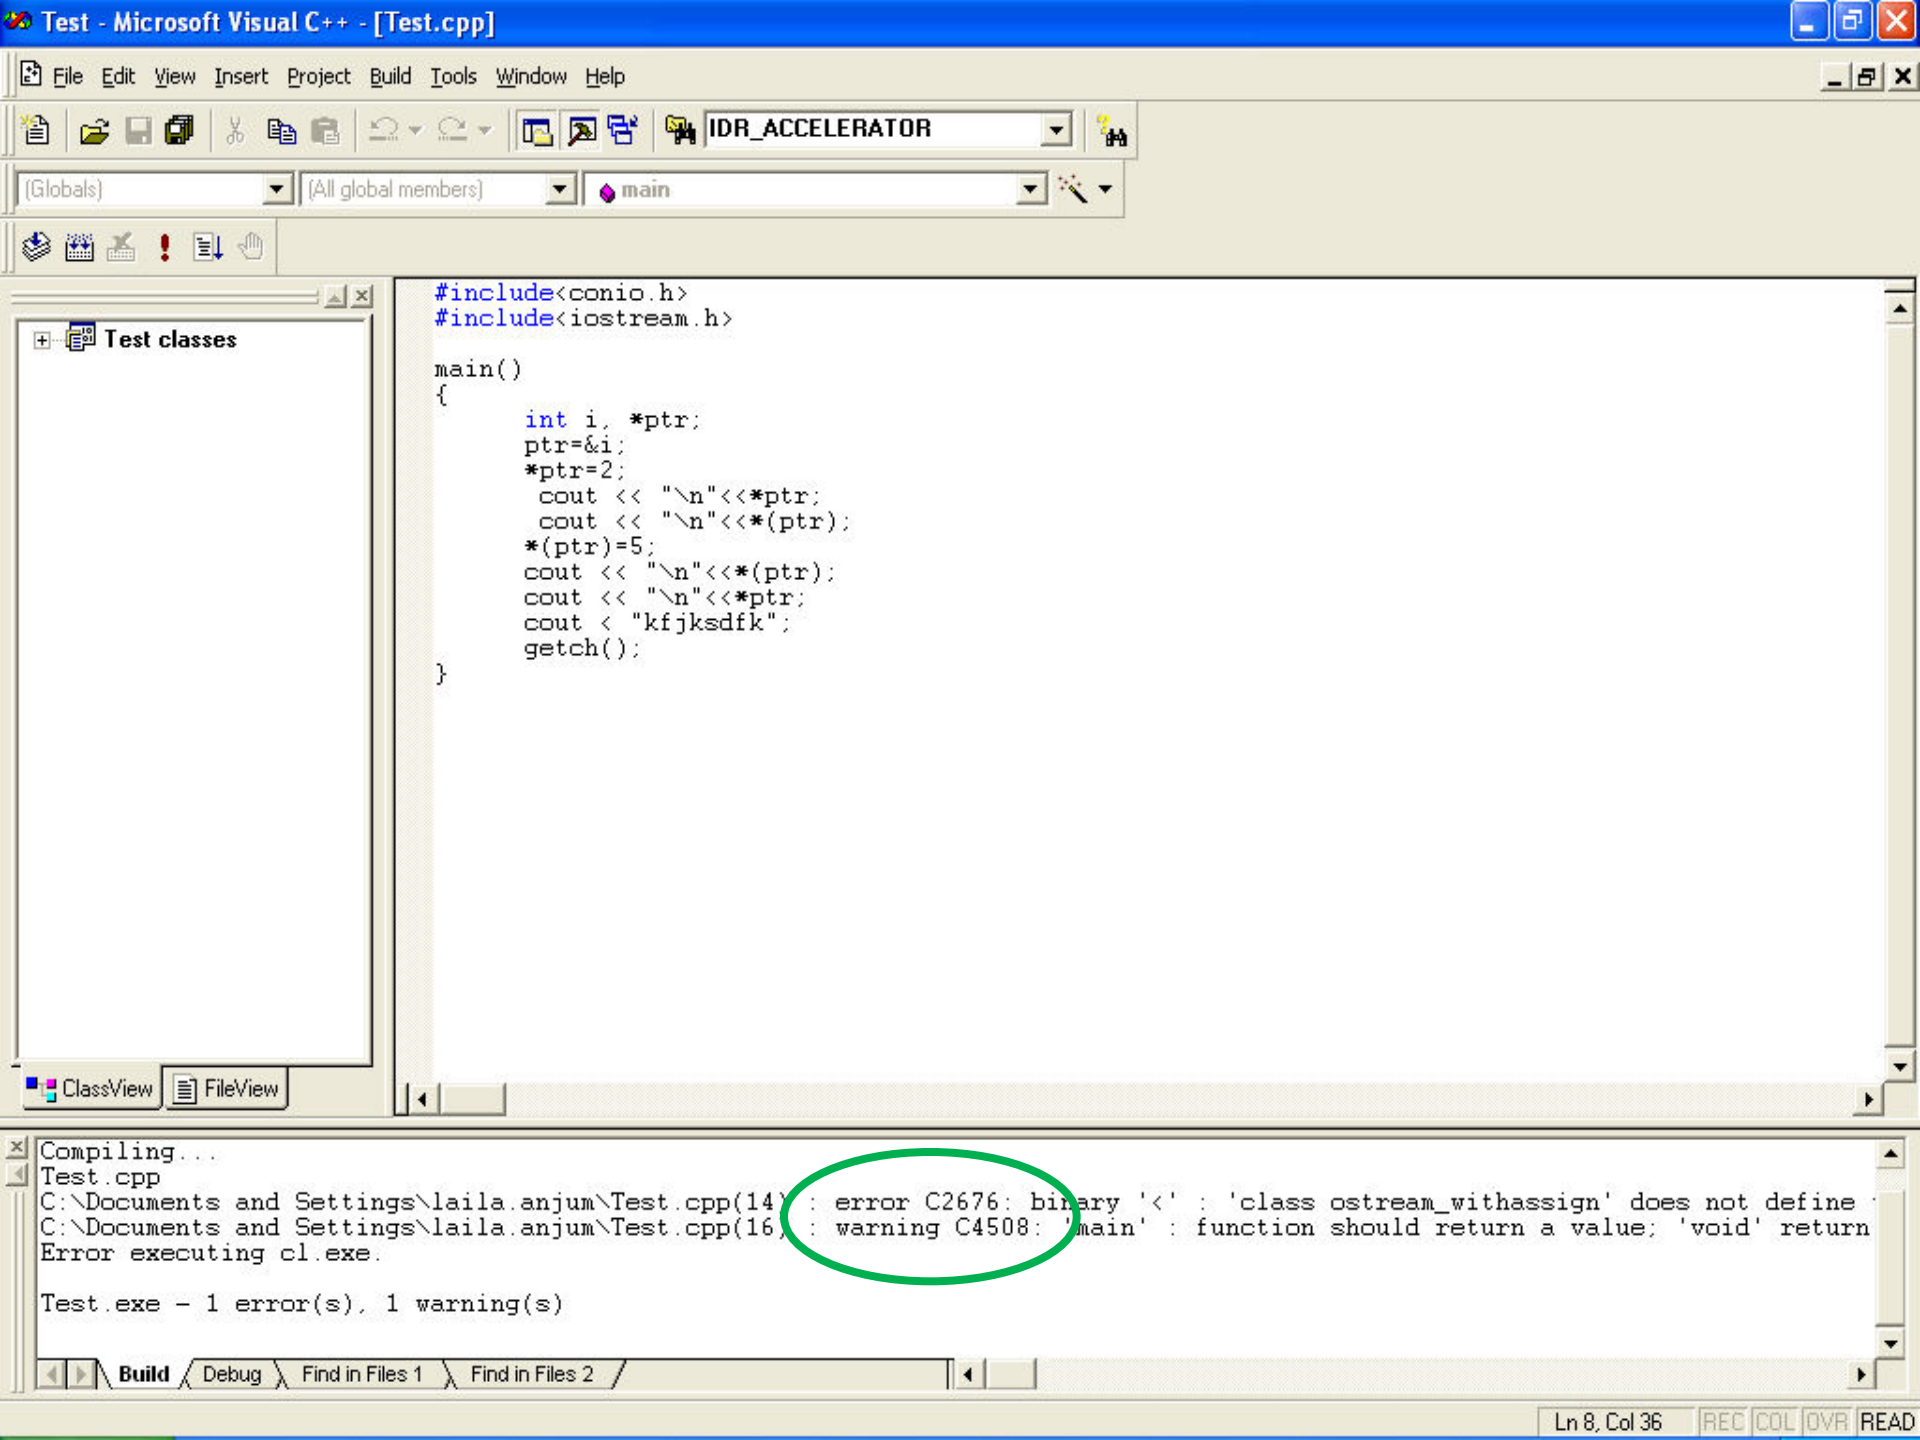 Test - Microsoft Visual C++ - [Test.cpp]
File Edit View Insert Project Build Tools Window Help
IDR_ACCELERATOR
(Globals) (All global members) main
Test classes
#include<conio.h>
#include<iostream.h>
main()
{
int i, *ptr;
ptr=&i;
*ptr=2;
cout << "\n"<<*ptr;
cout << "\n"<<*(ptr);
*(ptr)=5;
cout << "\n"<<*(ptr);
cout << "\n"<<*ptr;
cout < "kfjksdfk";
getch();
}
ClassView FileView
Compiling...
Test.cpp
C:\Documents and Settings\laila.anjum\Test.cpp(14) : error C2676: binary '<' : 'class ostream_withassign' does not define
C:\Documents and Settings\laila.anjum\Test.cpp(16) : warning C4508: 'main' : function should return a value; 'void' return
Error executing cl.exe.
Test.exe - 1 error(s), 1 warning(s)
Build Debug Find in Files 1 Find in Files 2
Ln 8, Col 36 REC COL OVR READ